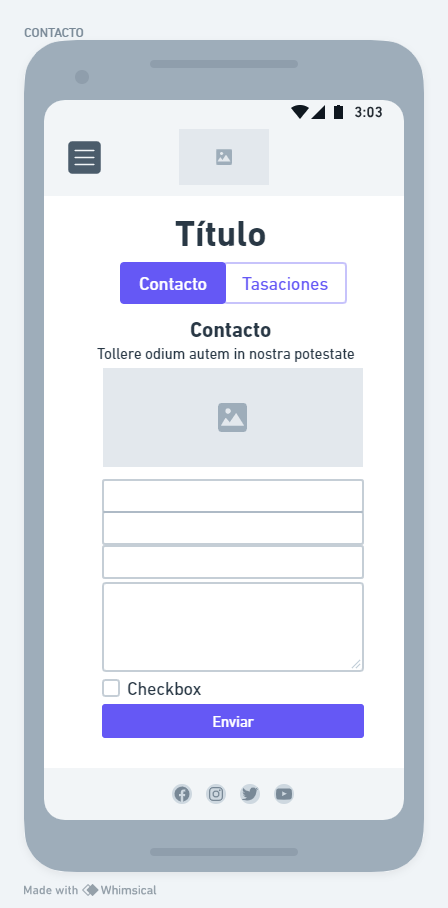 CONTACTO
3:03
Título
Contacto Tasaciones
Contacto
Tollere odium autem in nostra potestate
Checkbox
Enviar
Made with Whimsical